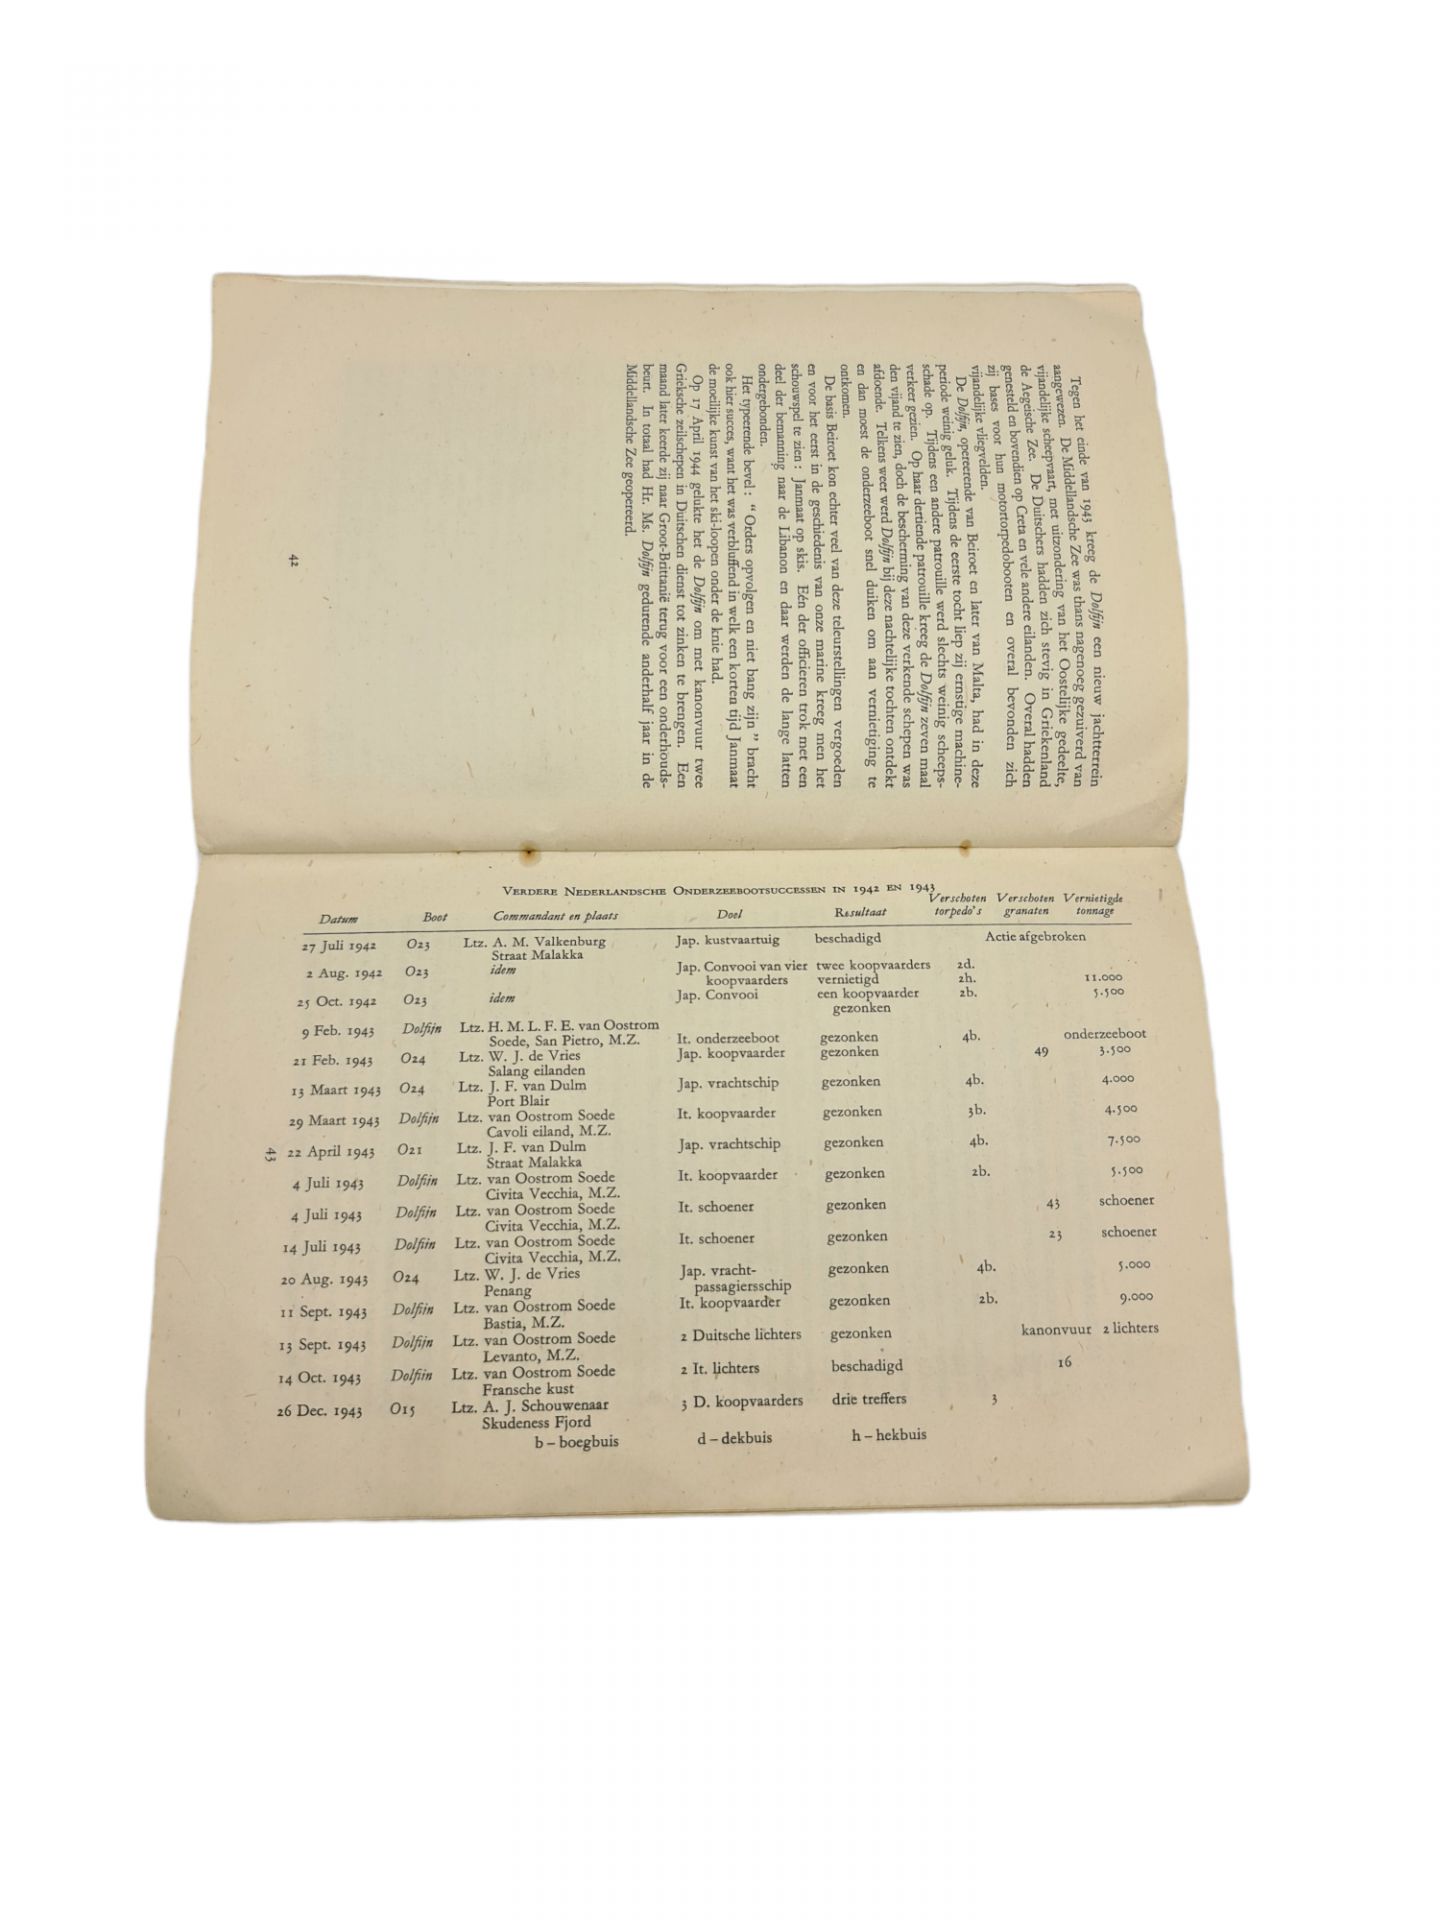 Tegen het einde van 1943 kreeg de Dolfijn een nieuw jachtterrein
aangewezen. De Middellandsche Zee was thans nagenoeg gezuiverd van
vijandelijke scheepvaart, met uitzondering van het Oostelijke gedeelte,
de Aegeische Zee. De Duitschers hadden zich stevig in Griekenland
genesteld en bovendien op Creta en vele andere eilanden. Overal hadden
zij bases voor hun motortorpedobooten en overal bevonden zich
vijandelijke vliegvelden.
De Dolfijn, opereerende van Beiroet en later van Malta, had in deze
periode weinig geluk. Tijdens de eerste tocht liep zij ernstige machine-
schade op. Tijdens een andere patrouille werd slechts weinig scheeps-
verkeer gezien. Op haar dertiende patrouille kreeg de Dolfijn zeven maal
den vijand te zien, doch de bescherming van deze verkende schepen was
afdoende. Telkens weer werd Dolfijn bij deze nachtelijke tochten ontdekt
en dan moest de onderzeeboot snel duiken om aan vernietiging te
ontkomen.
De basis Beiroet kon echter veel van deze teleurstellingen vergoeden
en voor het eerst in de geschiedenis van onze marine kreeg men het
schouwspel te zien: Janmaat op skis. Eén der officieren trok met een
deel der bemanning naar de Libanon en daar werden de lange latten
ondergebonden.
Het typeerende bevel: "Orders opvolgen en niet bang zijn" bracht
ook hier succes, want het was verbluffend in welk een korten tijd Janmaat
de moeilijke kunst van het ski-loopen onder de knie had.
Op 17 April 1944 gelukte het de Dolfijn om met kanonvuur twee
Grieksche zeilschepen in Duitschen dienst tot zinken te brengen. Een
maand later keerde zij naar Groot-Brittanië terug voor een onderhouds-
beurt. In totaal had Hr. Ms. Dolfijn gedurende anderhalf jaar in de
Middellandsche Zee geopereerd.
42
VERDERE NEDERLANDSCHE ONDERZEEBOOTSUCCESSEN IN 1942 EN 1943
Datum Boot Commandant en plaats Doel Resultaat Verschoten torpedo's Verschoten granaten Vernietigde tonnage
27 Juli 1942 O23 Ltz. A. M. Valkenburg Jap. kustvaartuig beschadigd Actie afgebroken
Straat Malakka
2 Aug. 1942 O23 idem Jap. Convooi van vier twee koopvaarders 2d.
koopvaarders vernietigd 2h. 11.000
25 Oct. 1942 O23 idem Jap. Convooi een koopvaarder 2b. 5.500
gezonken
9 Feb. 1943 Dolfijn Ltz. H. M. L. F. E. van Oostrom
Soede, San Pietro, M.Z. It. onderzeeboot gezonken 4b. onderzeeboot
21 Feb. 1943 O24 Ltz. W. J. de Vries Jap. koopvaarder gezonken 49 3.500
Salang eilanden
13 Maart 1943 O24 Ltz. J. F. van Dulm Jap. vrachtschip gezonken 4b. 4.000
Port Blair
29 Maart 1943 Dolfijn Ltz. van Oostrom Soede It. koopvaarder gezonken 3b. 4.500
Cavoli eiland, M.Z.
22 April 1943 O21 Ltz. J. F. van Dulm Jap. vrachtschip gezonken 4b. 7.500
Straat Malakka
4 Juli 1943 Dolfijn Ltz. van Oostrom Soede It. koopvaarder gezonken 2b. 5.500
Civita Vecchia, M.Z.
4 Juli 1943 Dolfijn Ltz. van Oostrom Soede It. schoener gezonken 43 schoener
Civita Vecchia, M.Z.
14 Juli 1943 Dolfijn Ltz. van Oostrom Soede It. schoener gezonken 23 schoener
Civita Vecchia, M.Z.
20 Aug. 1943 O24 Ltz. W. J. de Vries Jap. vracht- gezonken 4b. 5.000
Penang passagiersschip
11 Sept. 1943 Dolfijn Ltz. van Oostrom Soede It. koopvaarder gezonken 2b. 9.000
Bastia, M.Z.
13 Sept. 1943 Dolfijn Ltz. van Oostrom Soede 2 Duitsche lichters gezonken kanonvuur 2 lichters
Levanto, M.Z.
14 Oct. 1943 Dolfijn Ltz. van Oostrom Soede 2 It. lichters beschadigd 16
Fransche kust
26 Dec. 1943 O15 Ltz. A. J. Schouwenaar 3 D. koopvaarders drie treffers 3
Skudeness Fjord
b – boegbuis d – dekbuis h – hekbuis
43